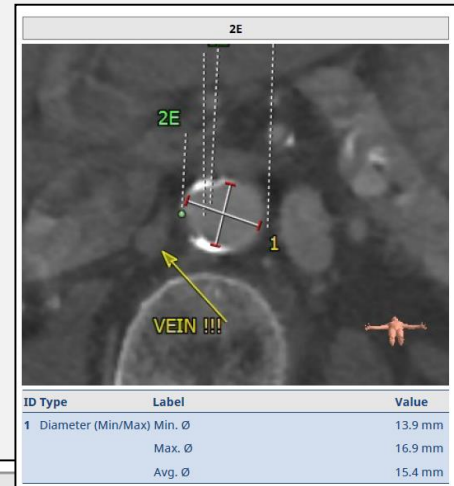 2E
2E
1
VEIN !!!
ID Type Label Value
1 Diameter (Min/Max) Min. Ø 13.9 mm
Max. Ø 16.9 mm
Avg. Ø 15.4 mm